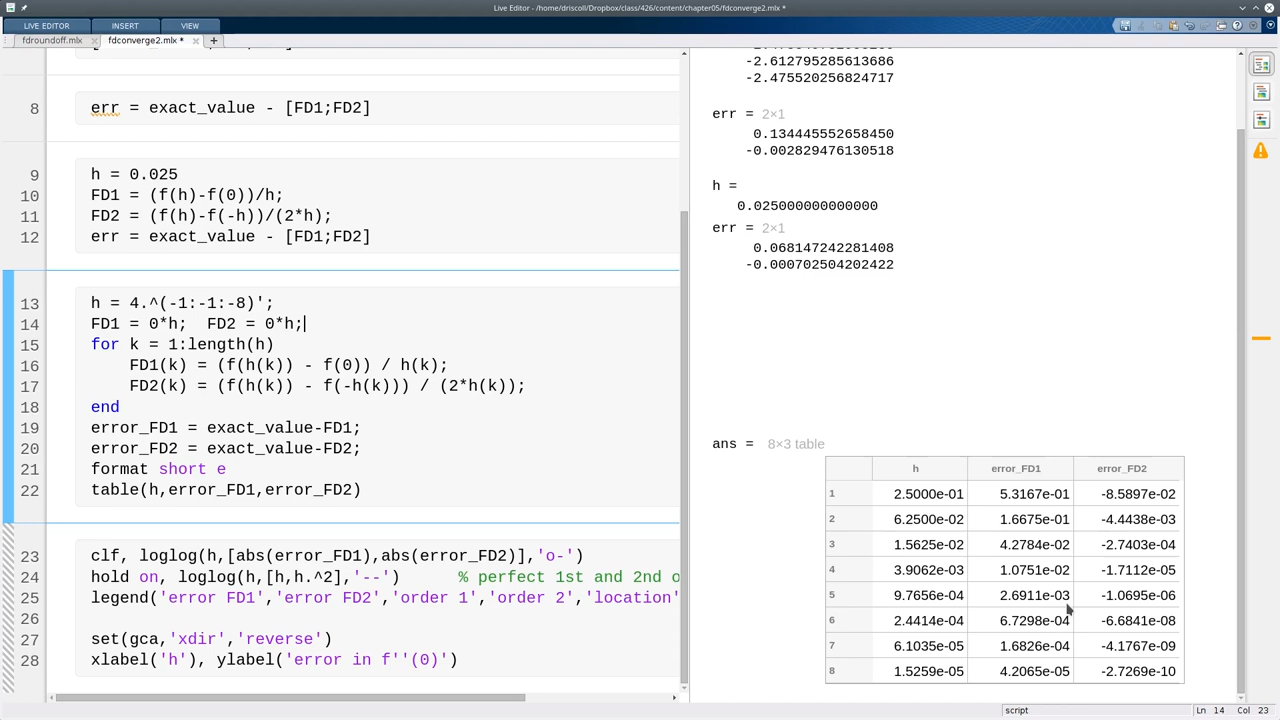 Live Editor - /home/driscoll/Dropbox/class/426/content/chapter05/fdconverge2.mlx *
LIVE EDITOR INSERT VIEW
fdroundoff.mlx × fdconverge2.mlx * × +
8 err = exact_value - [FD1;FD2]
9 h = 0.025
10 FD1 = (f(h)-f(0))/h;
11 FD2 = (f(h)-f(-h))/(2*h);
12 err = exact_value - [FD1;FD2]
13 h = 4.^(-1:-1:-8)';
14 FD1 = 0*h;  FD2 = 0*h;
15 for k = 1:length(h)
16 FD1(k) = (f(h(k)) - f(0)) / h(k);
17 FD2(k) = (f(h(k)) - f(-h(k))) / (2*h(k));
18 end
19 error_FD1 = exact_value-FD1;
20 error_FD2 = exact_value-FD2;
21 format short e
22 table(h,error_FD1,error_FD2)
23 clf, loglog(h,[abs(error_FD1),abs(error_FD2)],'o-')
24 hold on, loglog(h,[h,h.^2],'--')      % perfect 1st and 2nd o
25 legend('error FD1','error FD2','order 1','order 2','location'
26
27 set(gca,'xdir','reverse')
28 xlabel('h'), ylabel('error in f''(0)')
-2.612795285613686
-2.475520256824717
err = 2×1
0.134445552658450
-0.002829476130518
h =
0.025000000000000
err = 2×1
0.068147242281408
-0.000702504202422
ans = 8×3 table
h error_FD1 error_FD2
1 2.5000e-01 5.3167e-01 -8.5897e-02
2 6.2500e-02 1.6675e-01 -4.4438e-03
3 1.5625e-02 4.2784e-02 -2.7403e-04
4 3.9062e-03 1.0751e-02 -1.7112e-05
5 9.7656e-04 2.6911e-03 -1.0695e-06
6 2.4414e-04 6.7298e-04 -6.6841e-08
7 6.1035e-05 1.6826e-04 -4.1767e-09
8 1.5259e-05 4.2065e-05 -2.7269e-10
script Ln 14 Col 23